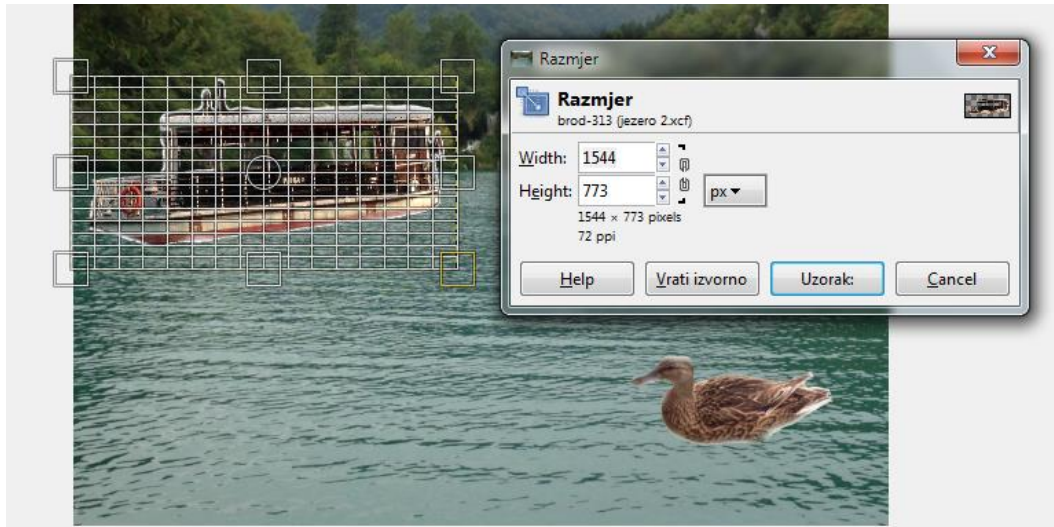 Razmjer
Razmjer
brod-313 (jezero 2.xcf)
Width: 1544
Height: 773 px
1544 × 773 pixels
72 ppi
Help Vrati izvorno Uzorak: Cancel